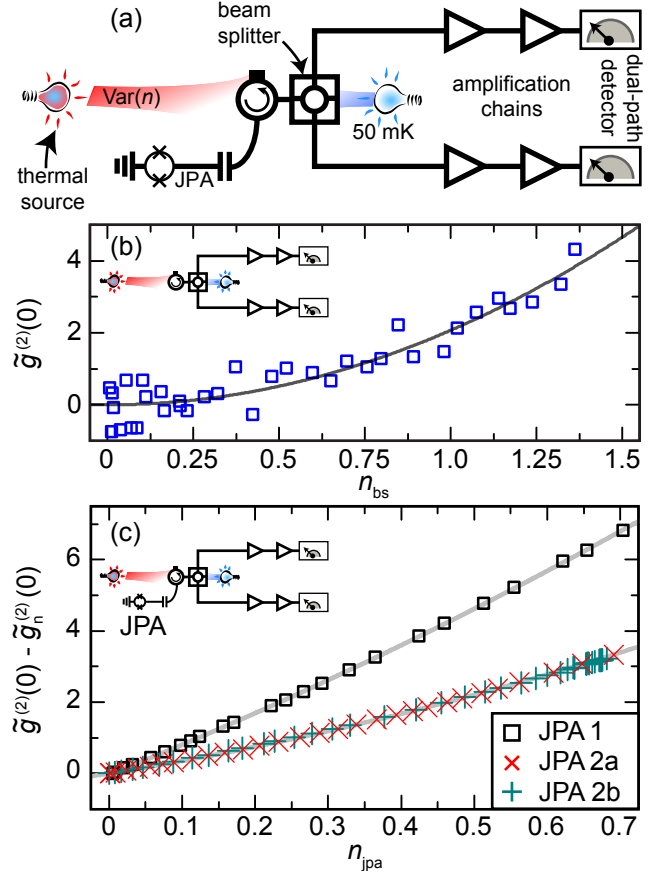 (a)
beam
splitter
Var(n)
50 mK
amplification
chains
dual-path
detector
thermal
source
JPA
(b)
g̃⁽²⁾(0)
4
2
0
0
0.25
0.50
0.75
1.0
1.25
1.5
n_bs
(c)
JPA
g̃⁽²⁾(0) - g̃ₙ⁽²⁾(0)
6
4
2
0
JPA 1
JPA 2a
JPA 2b
0
0.1
0.2
0.3
0.4
0.5
0.6
0.7
n_jpa